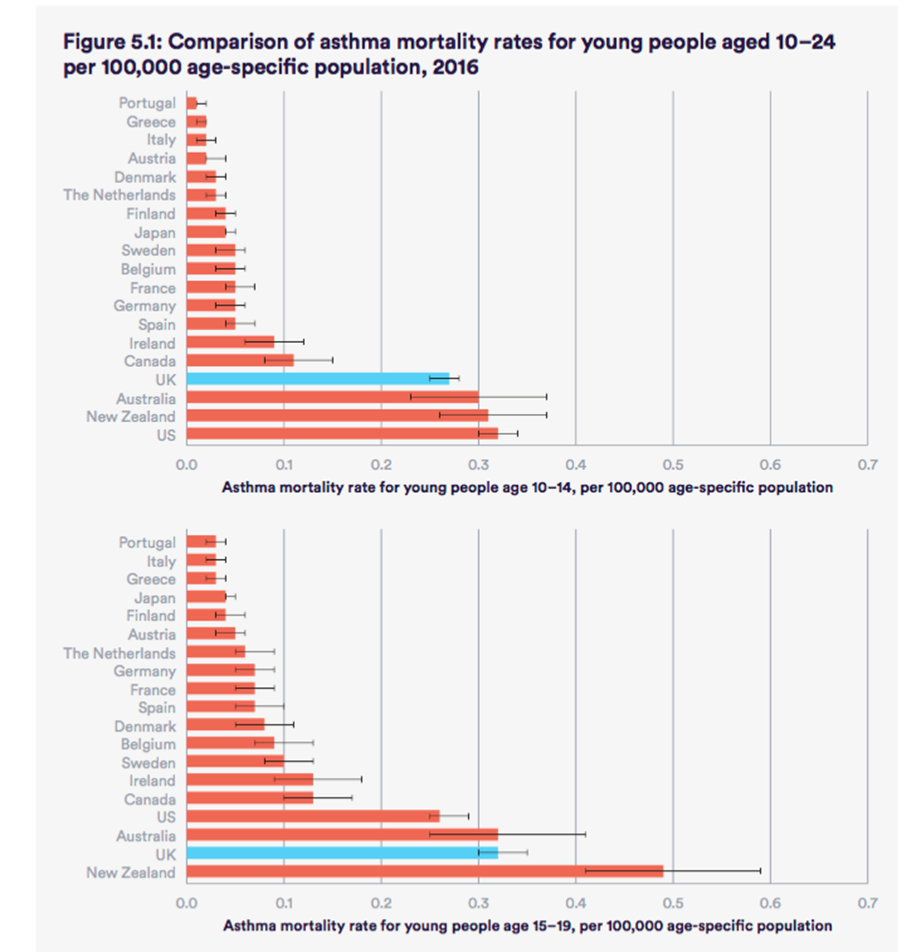 Figure 5.1: Comparison of asthma mortality rates for young people aged 10–24
per 100,000 age-specific population, 2016
Portugal
Greece
Italy
Austria
Denmark
The Netherlands
Finland
Japan
Sweden
Belgium
France
Germany
Spain
Ireland
Canada
UK
Australia
New Zealand
US
0.0 0.1 0.2 0.3 0.4 0.5 0.6 0.7
Asthma mortality rate for young people age 10–14, per 100,000 age-specific population
Portugal
Italy
Greece
Japan
Finland
Austria
The Netherlands
Germany
France
Spain
Denmark
Belgium
Sweden
Ireland
Canada
US
Australia
UK
New Zealand
0.0 0.1 0.2 0.3 0.4 0.5 0.6 0.7
Asthma mortality rate for young people age 15–19, per 100,000 age-specific population